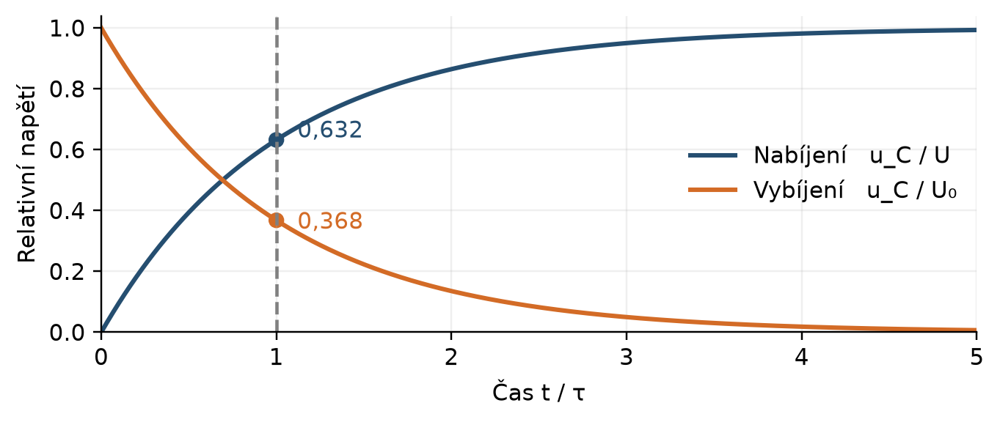 Relativní napětí
1.0
0.8
0.6
0.4
0.2
0.0
0,632
0,368
Nabíjení u_C / U
Vybíjení u_C / U₀
0 1 2 3 4 5
Čas t / τ